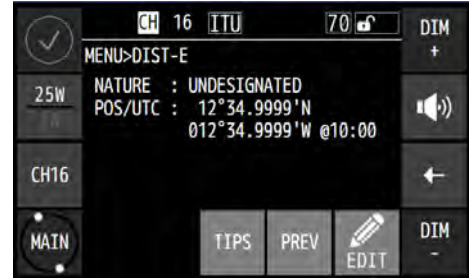 CH 16 ITU 70
DIM
+
MENU>DIST-E
NATURE : UNDESIGNATED
POS/UTC : 12°34.9999'N
012°34.9999'W @10:00
25W
CH16
MAIN
TIPS
PREV
EDIT
DIM
-